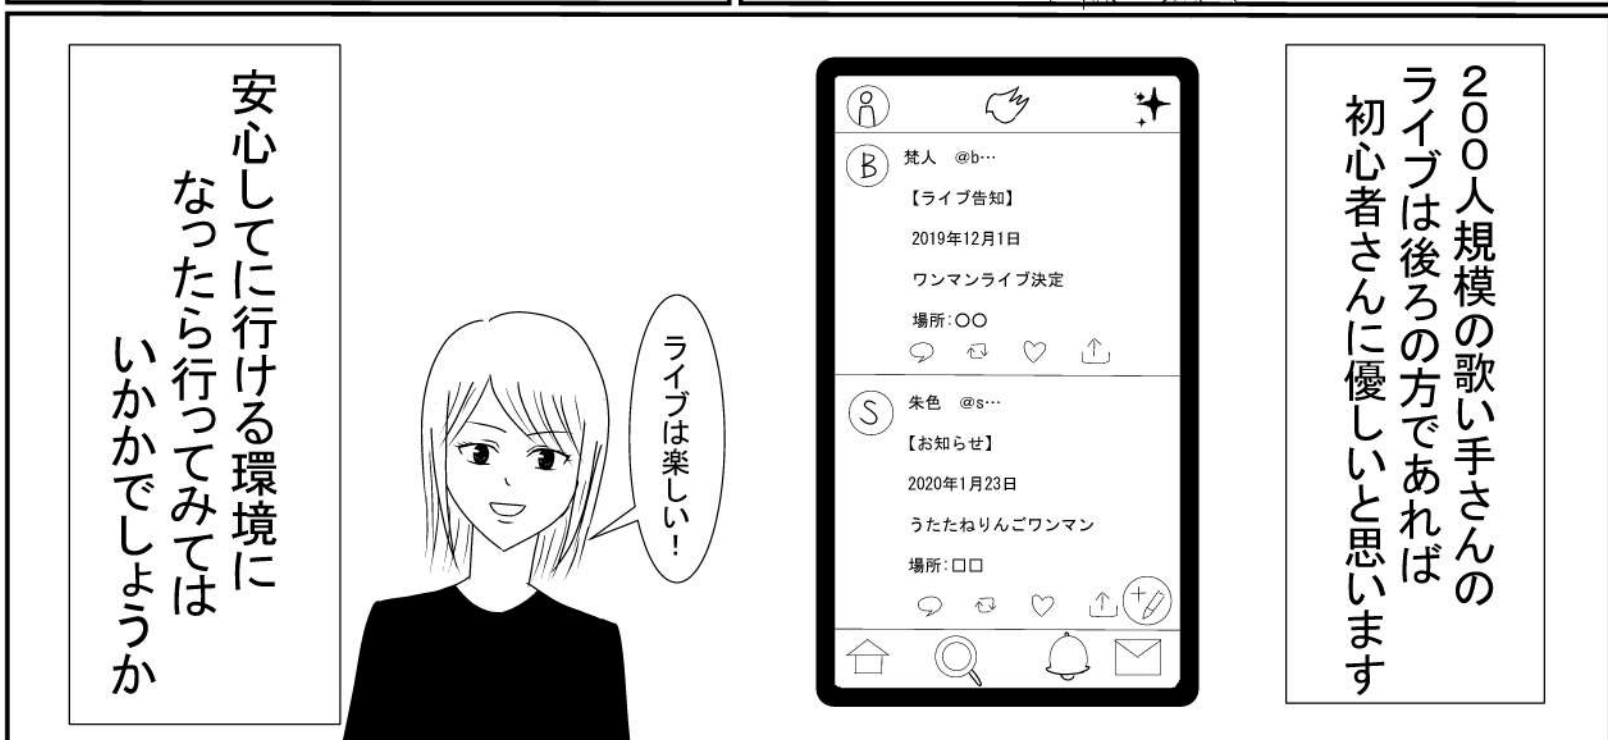 200人規模の歌い手さんの
ライブは後ろの方であれば
初心者さんに優しいと思います
梵人 @b…
【ライブ告知】
2019年12月1日
ワンマンライブ決定
場所:〇〇
朱色 @s…
【お知らせ】
2020年1月23日
うたたねりんごワンマン
場所:□□
B
S
ライブは楽しい！
安心してに行ける環境に
なったら行ってみては
いかかでしょうか